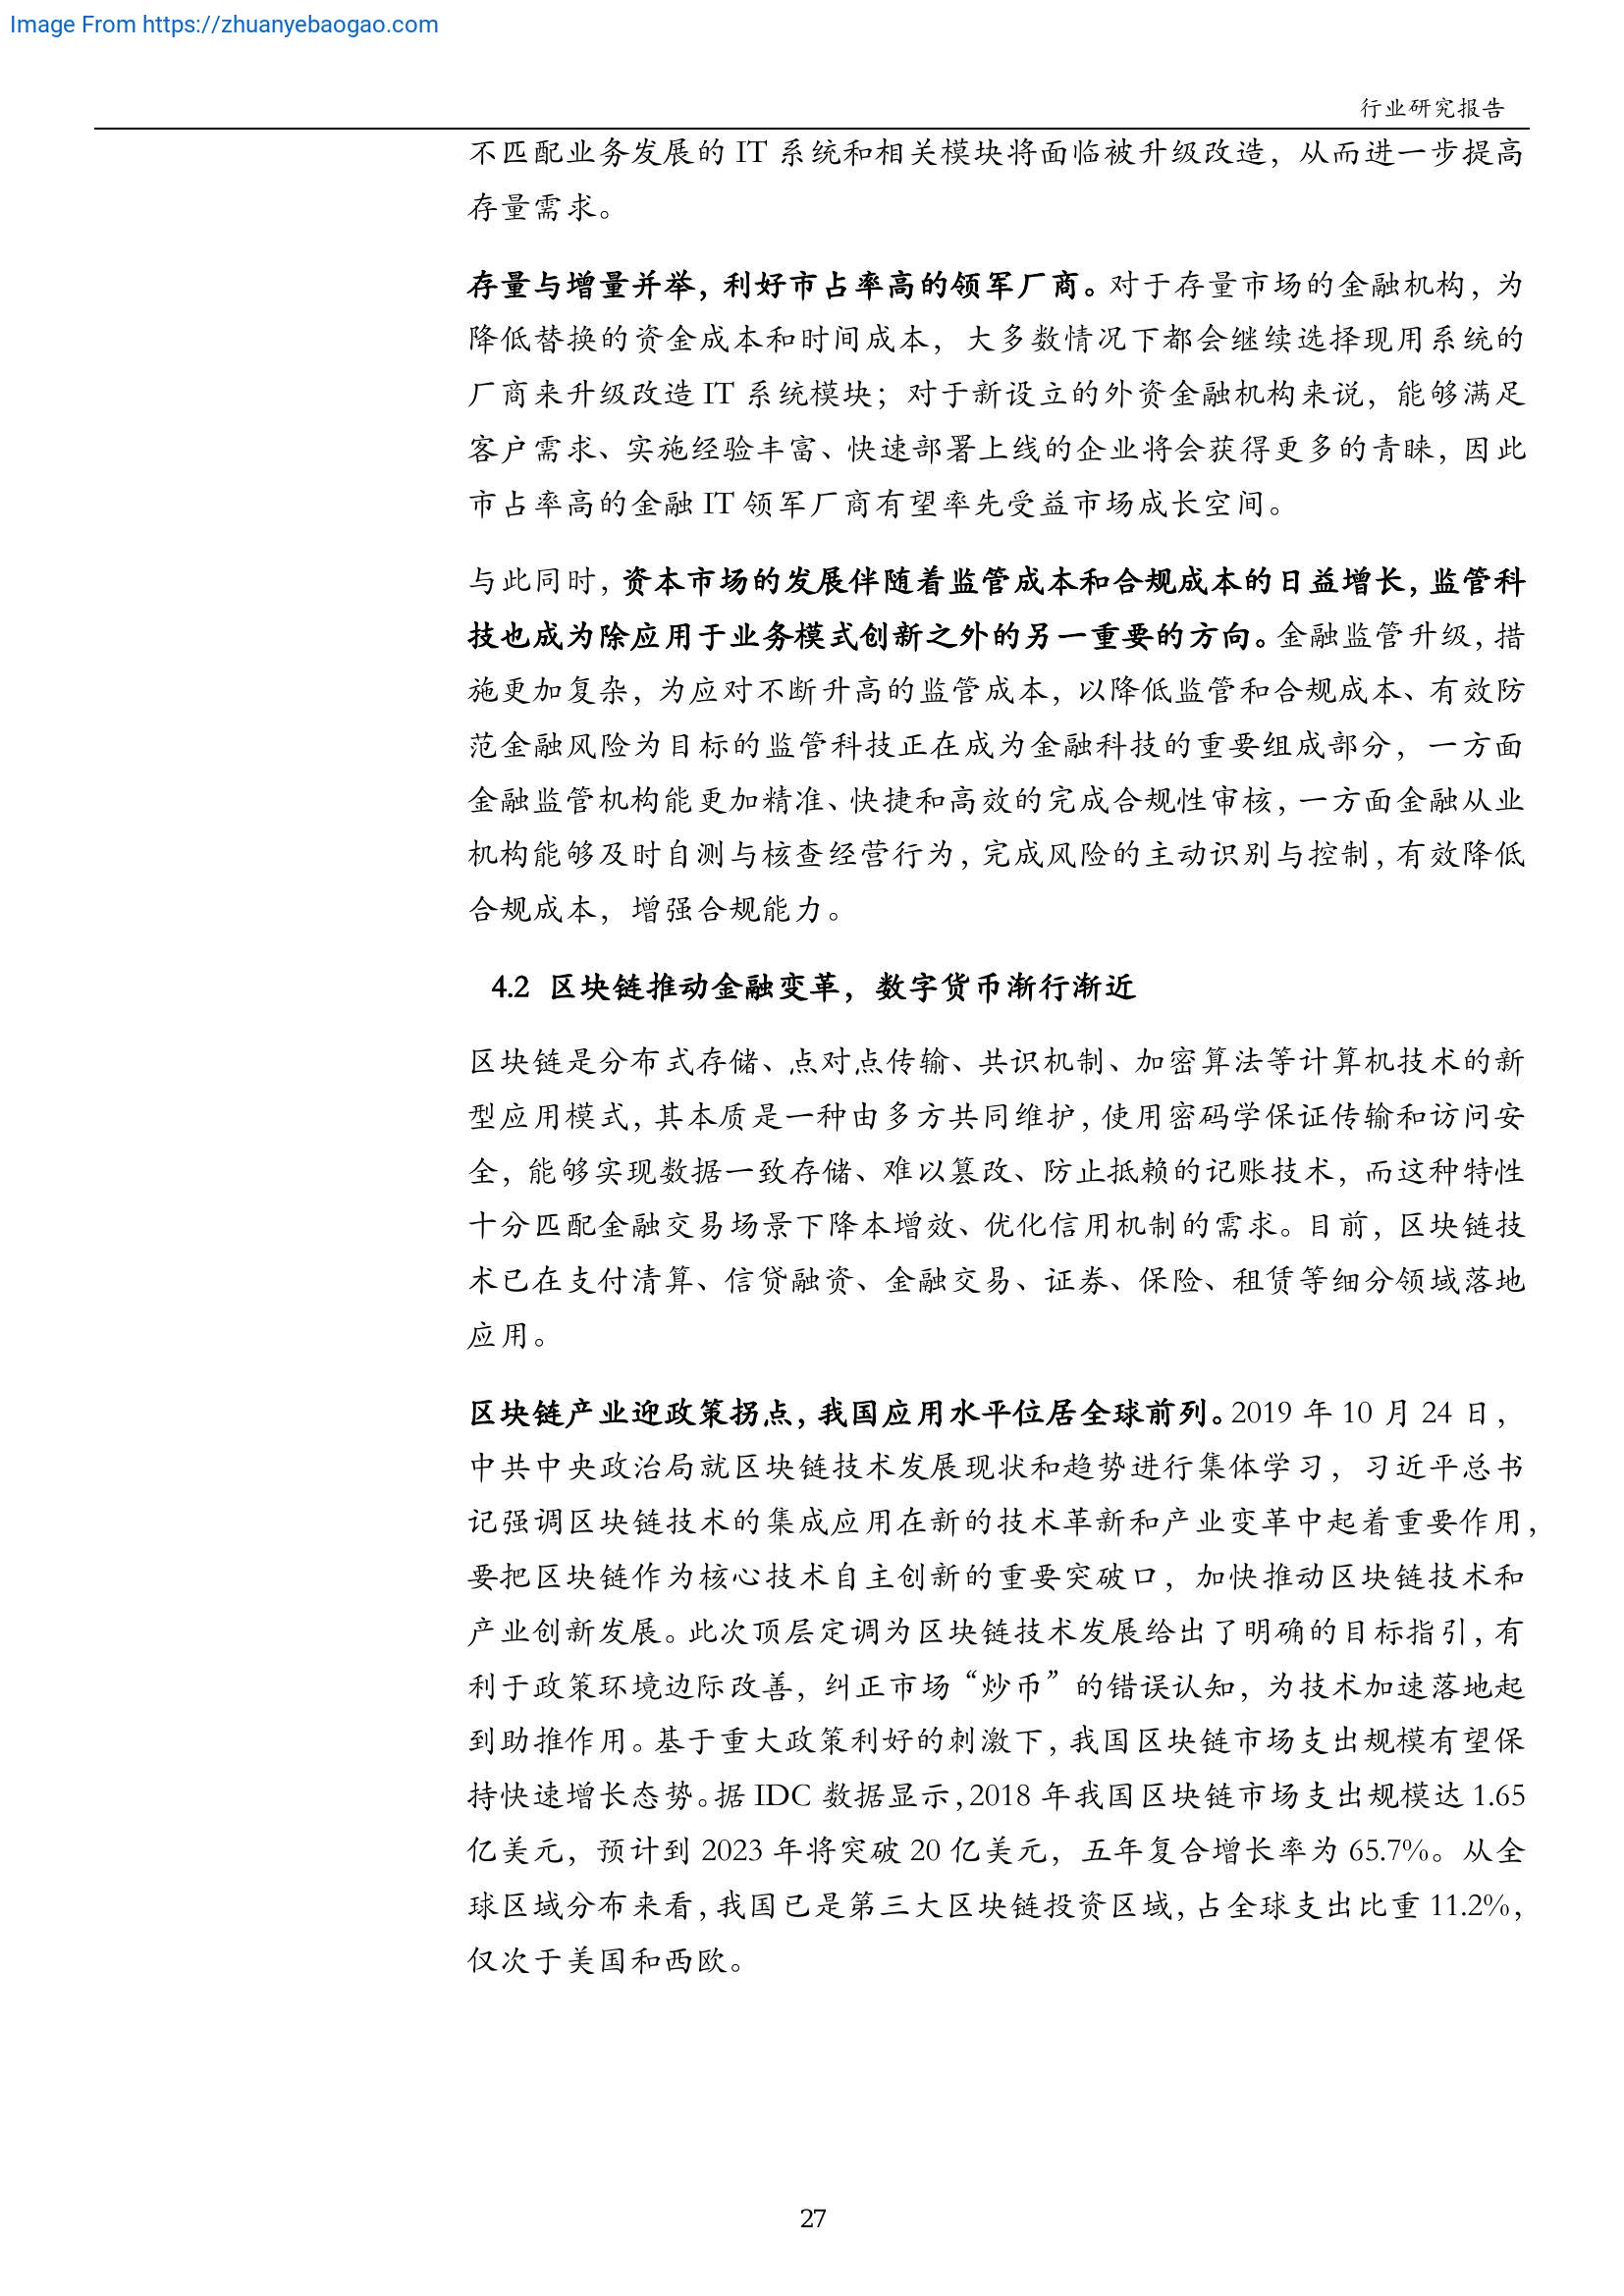 Image From https://zhuanyebaogao.com
行业研究报告
不匹配业务发展的 IT 系统和相关模块将面临被升级改造，从而进一步提高
存量需求。
存量与增量并举，利好市占率高的领军厂商。对于存量市场的金融机构，为
降低替换的资金成本和时间成本，大多数情况下都会继续选择现用系统的
厂商来升级改造 IT 系统模块；对于新设立的外资金融机构来说，能够满足
客户需求、实施经验丰富、快速部署上线的企业将会获得更多的青睐，因此
市占率高的金融 IT 领军厂商有望率先受益市场成长空间。
与此同时，资本市场的发展伴随着监管成本和合规成本的日益增长，监管科
技也成为除应用于业务模式创新之外的另一重要的方向。金融监管升级，措
施更加复杂，为应对不断升高的监管成本，以降低监管和合规成本、有效防
范金融风险为目标的监管科技正在成为金融科技的重要组成部分，一方面
金融监管机构能更加精准、快捷和高效的完成合规性审核，一方面金融从业
机构能够及时自测与核查经营行为，完成风险的主动识别与控制，有效降低
合规成本，增强合规能力。
4.2 区块链推动金融变革，数字货币渐行渐近
区块链是分布式存储、点对点传输、共识机制、加密算法等计算机技术的新
型应用模式，其本质是一种由多方共同维护，使用密码学保证传输和访问安
全，能够实现数据一致存储、难以篡改、防止抵赖的记账技术，而这种特性
十分匹配金融交易场景下降本增效、优化信用机制的需求。目前，区块链技
术已在支付清算、信贷融资、金融交易、证券、保险、租赁等细分领域落地
应用。
区块链产业迎政策拐点，我国应用水平位居全球前列。2019 年 10 月 24 日，
中共中央政治局就区块链技术发展现状和趋势进行集体学习，习近平总书
记强调区块链技术的集成应用在新的技术革新和产业变革中起着重要作用，
要把区块链作为核心技术自主创新的重要突破口，加快推动区块链技术和
产业创新发展。此次顶层定调为区块链技术发展给出了明确的目标指引，有
利于政策环境边际改善，纠正市场“炒币”的错误认知，为技术加速落地起
到助推作用。基于重大政策利好的刺激下，我国区块链市场支出规模有望保
持快速增长态势。据 IDC 数据显示，2018 年我国区块链市场支出规模达 1.65
亿美元，预计到 2023 年将突破 20 亿美元，五年复合增长率为 65.7%。从全
球区域分布来看，我国已是第三大区块链投资区域，占全球支出比重 11.2%，
仅次于美国和西欧。
27